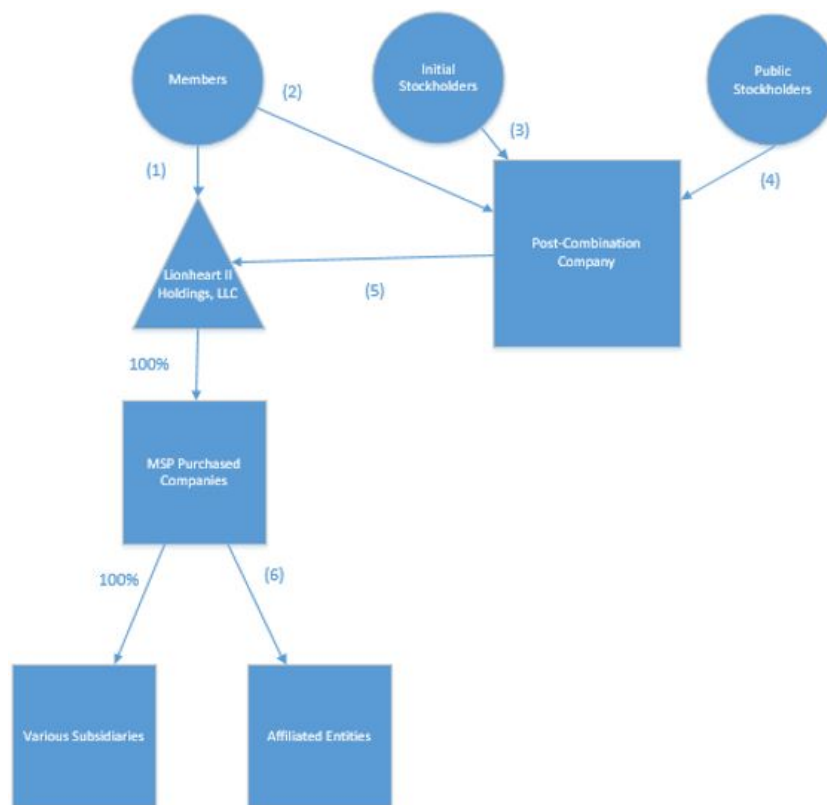 Members
Initial
Stockholders
Public
Stockholders
(2)
(3)
(1)
(4)
Post-Combination
Company
Lionheart II
Holdings, LLC
(5)
100%
MSP Purchased
Companies
100%
(6)
Various Subsidiaries
Affiliated Entities